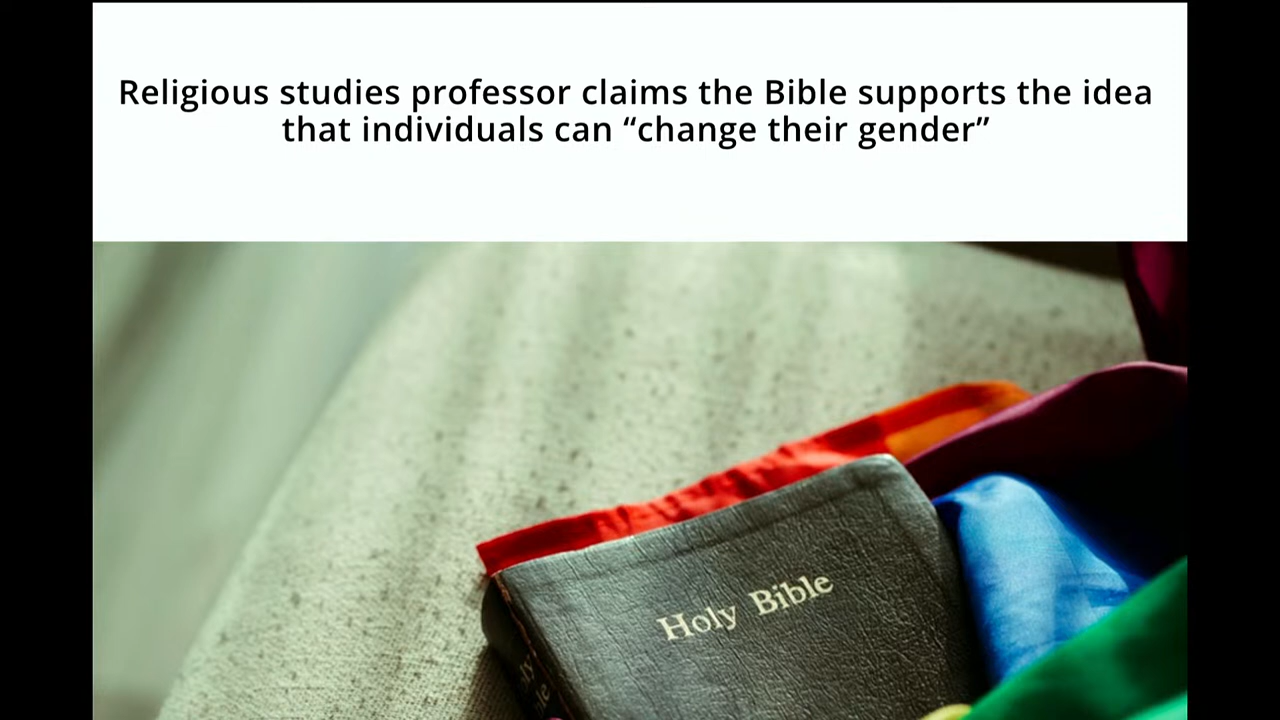 Religious studies professor claims the Bible supports the idea
that individuals can “change their gender”
Holy Bible